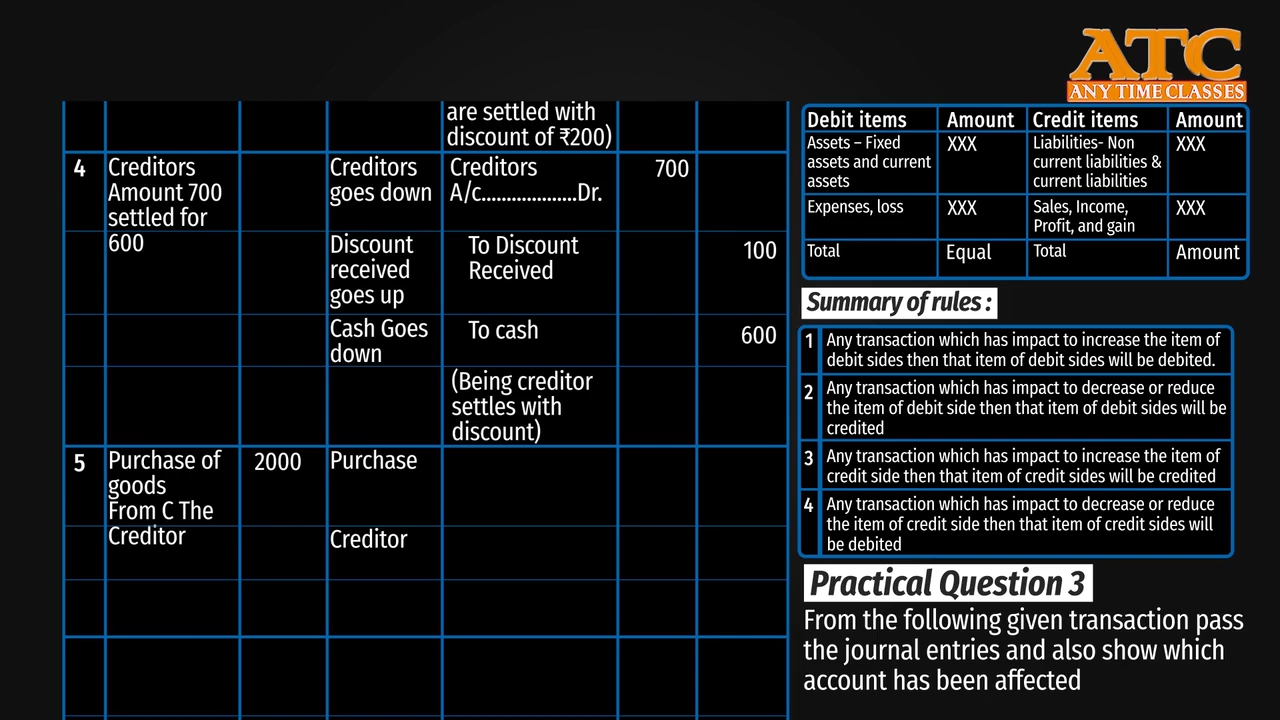 ATC
ANY TIME CLASSES
are settled with
discount of ₹200)
4
Creditors
Amount 700
settled for
600
Creditors
goes down
Creditors
A/c...................Dr.
700
Discount
received
goes up
To Discount
Received
100
Cash Goes
down
To cash
600
(Being creditor
settles with
discount)
5
Purchase of
goods
From C The
Creditor
2000
Purchase
Creditor
Debit items Amount Credit items Amount
Assets – Fixed
assets and current
assets
XXX
Liabilities- Non
current liabilities &
current liabilities
XXX
Expenses, loss
XXX
Sales, Income,
Profit, and gain
XXX
Total Equal Total Amount
Summary of rules :
1 Any transaction which has impact to increase the item of
debit sides then that item of debit sides will be debited.
2 Any transaction which has impact to decrease or reduce
the item of debit side then that item of debit sides will be
credited
3 Any transaction which has impact to increase the item of
credit side then that item of credit sides will be credited
4 Any transaction which has impact to decrease or reduce
the item of credit side then that item of credit sides will
be debited
Practical Question 3
From the following given transaction pass
the journal entries and also show which
account has been affected